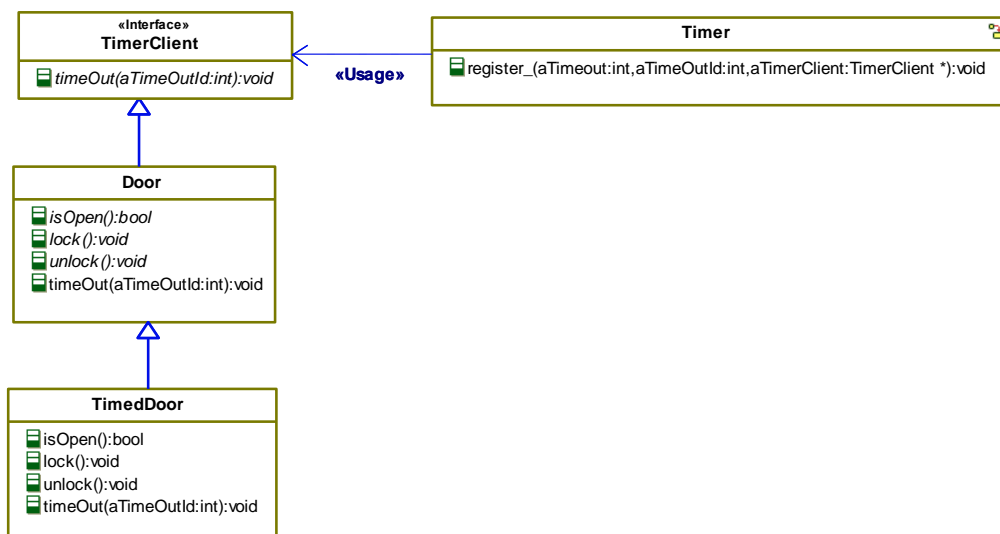 «Interface»
TimerClient
timeOut(aTimeOutId:int):void
«Usage»
Timer
register_(aTimeout:int,aTimeOutId:int,aTimerClient:TimerClient *):void
Door
isOpen():bool
lock():void
unlock():void
timeOut(aTimeOutId:int):void
TimedDoor
isOpen():bool
lock():void
unlock():void
timeOut(aTimeOutId:int):void